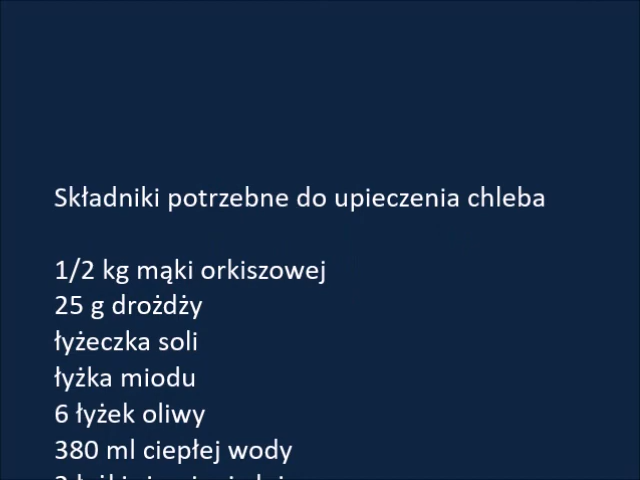 Składniki potrzebne do upieczenia chleba
1/2 kg mąki orkiszowej
25 g drożdży
łyżeczka soli
łyżka miodu
6 łyżek oliwy
380 ml ciepłej wody